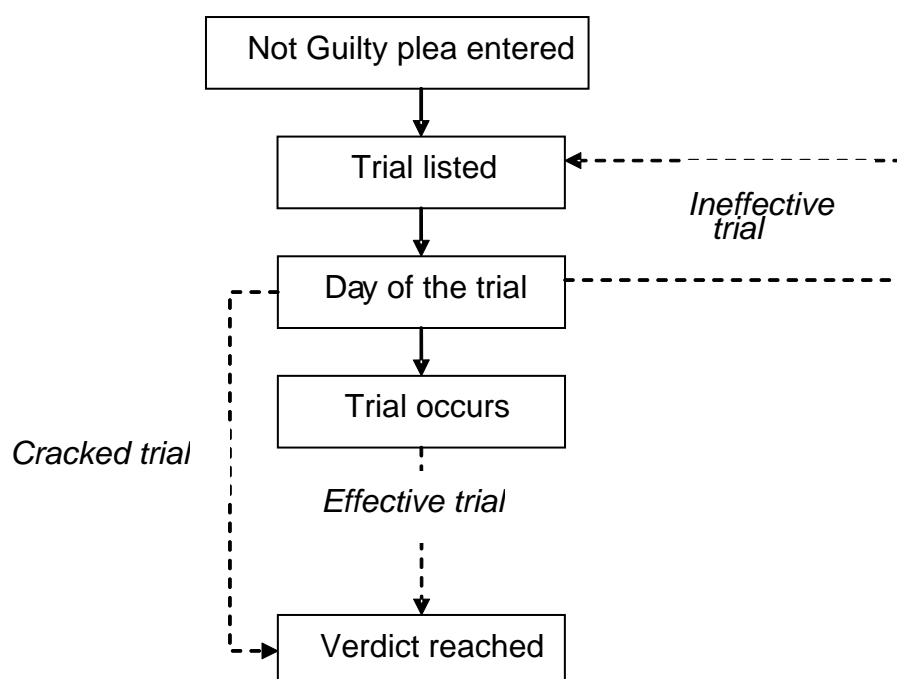 Not Guilty plea entered
Trial listed
Ineffective
trial
Day of the trial
Trial occurs
Cracked trial
Effective trial
Verdict reached